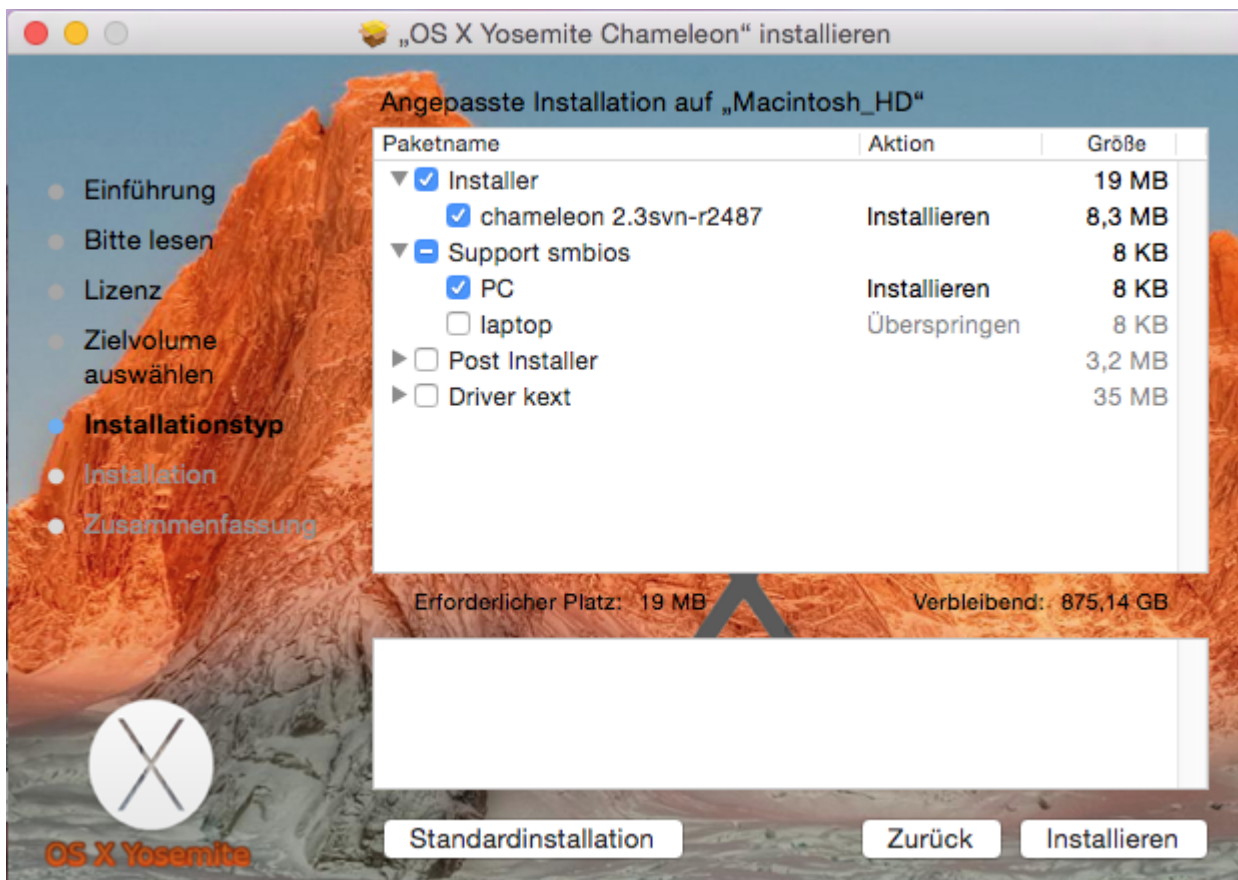 „OS X Yosemite Chameleon“ installieren
Angepasste Installation auf „Macintosh_HD“
Einführung
Bitte lesen
Lizenz
Zielvolume
auswählen
Installationstyp
Installation
Zusammenfassung
Paketname Aktion Größe
Installer 19 MB
chameleon 2.3svn-r2487 Installieren 8,3 MB
Support smbios 8 KB
PC Installieren 8 KB
laptop Überspringen 8 KB
Post Installer 3,2 MB
Driver kext 35 MB
Erforderlicher Platz: 19 MB Verbleibend: 875,14 GB
OS X Yosemite
Standardinstallation Zurück Installieren